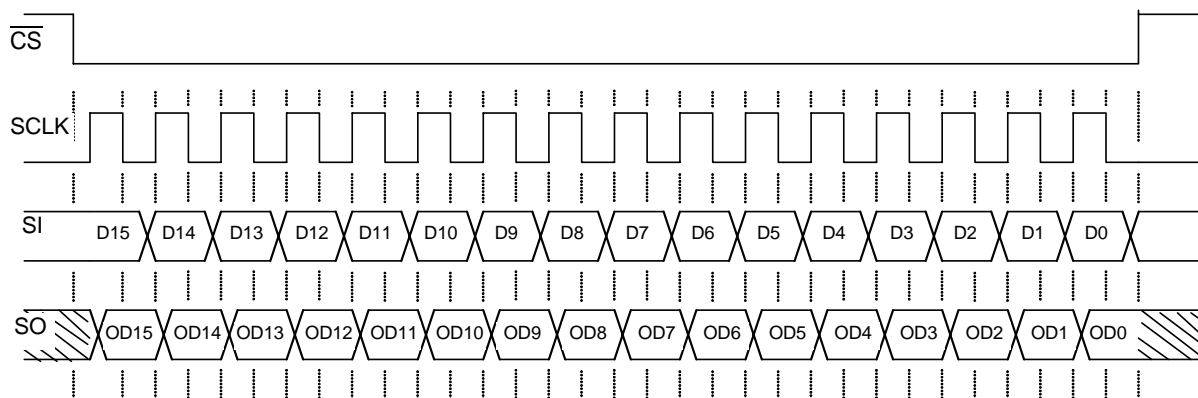 CS
SCLK
SI D15 D14 D13 D12 D11 D10 D9 D8 D7 D6 D5 D4 D3 D2 D1 D0
SO OD15 OD14 OD13 OD12 OD11 OD10 OD9 OD8 OD7 OD6 OD5 OD4 OD3 OD2 OD1 OD0